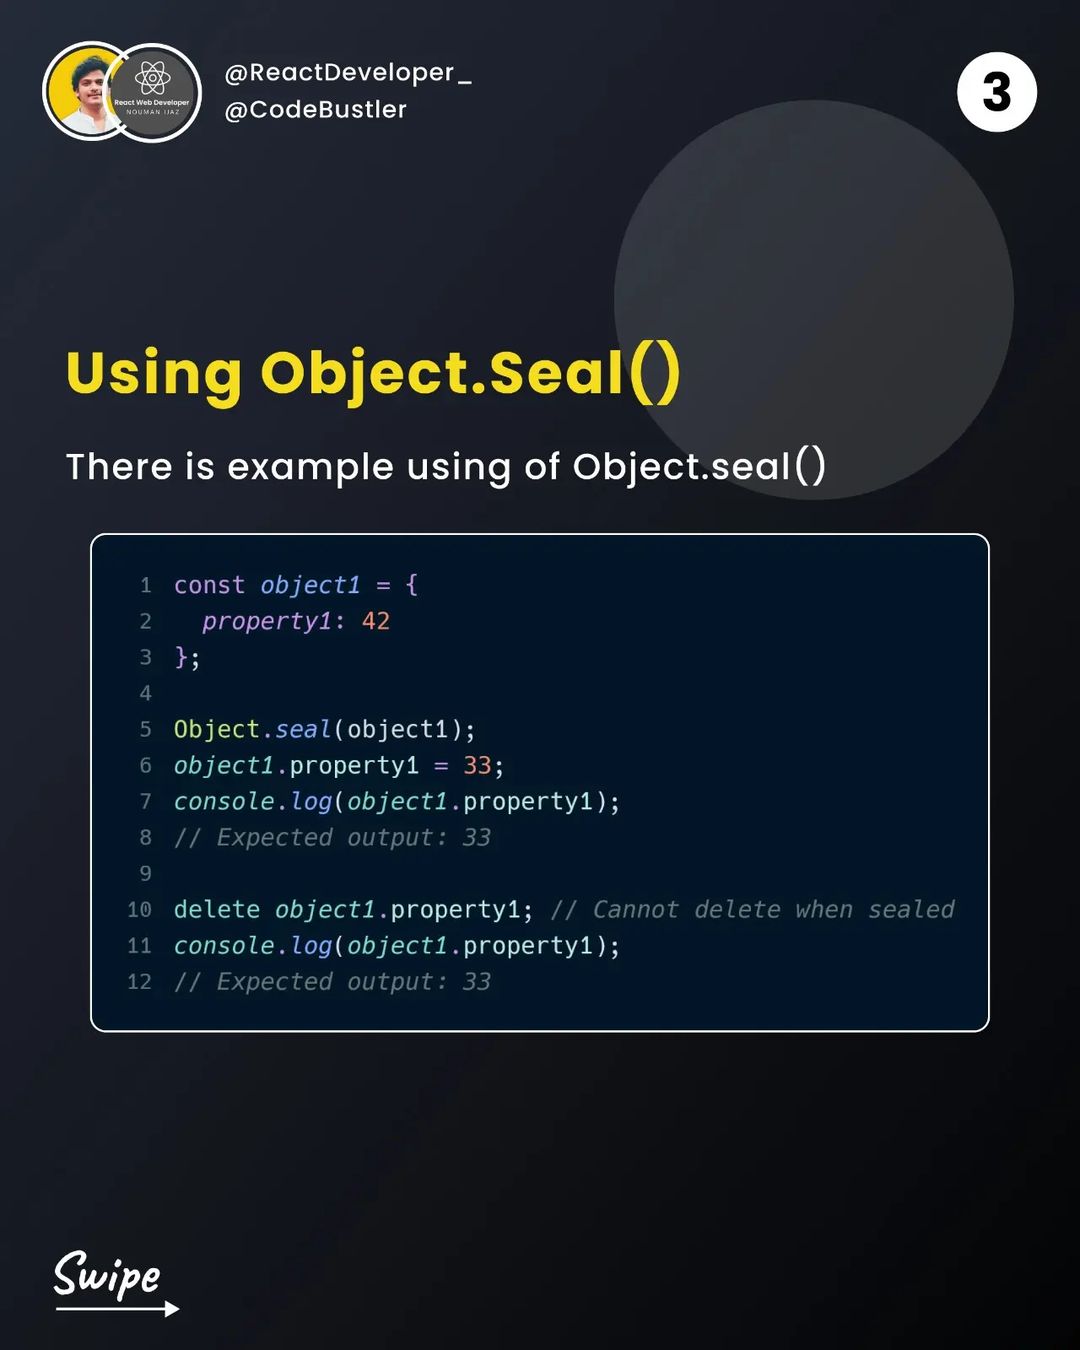 @ReactDeveloper_
@CodeBustler
React Web Developer
NOUMAN IJAZ
3
Using Object.Seal()
There is example using of Object.seal()
1 const object1 = {
2   property1: 42
3 };
4
5 Object.seal(object1);
6 object1.property1 = 33;
7 console.log(object1.property1);
8 // Expected output: 33
9
10 delete object1.property1; // Cannot delete when sealed
11 console.log(object1.property1);
12 // Expected output: 33
Swipe